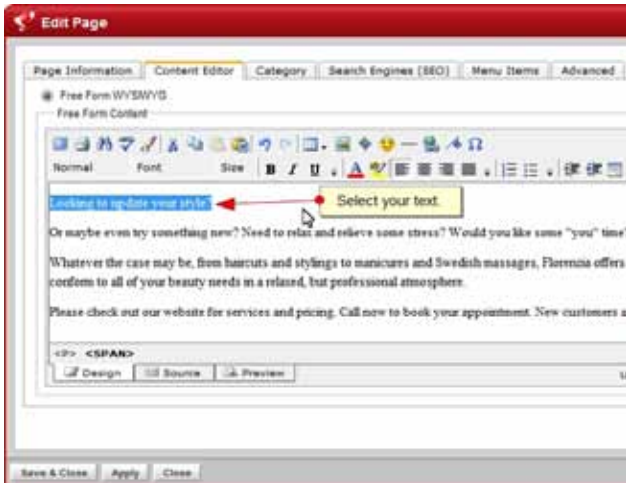 Edit Page
Page Information Content Editor Category Search Engines (SEO) Menu Items Advanced
Free Form WYSIWYG
Free Form Content
Normal Font Size B I U
Looking to update your style?
Select your text.
Or maybe even try something new? Need to relax and relieve some stress? Would you like some "you" time?
Whatever the case may be, from haircuts and stylings to manicures and Swedish massages, Florenzia offers
conform to all of your beauty needs in a relaxed, but professional atmosphere.
Please check out our website for services and pricing. Call now to book your appointment. New customers a
<P> <SPAN>
Design Source Preview
Save & Close Apply Close